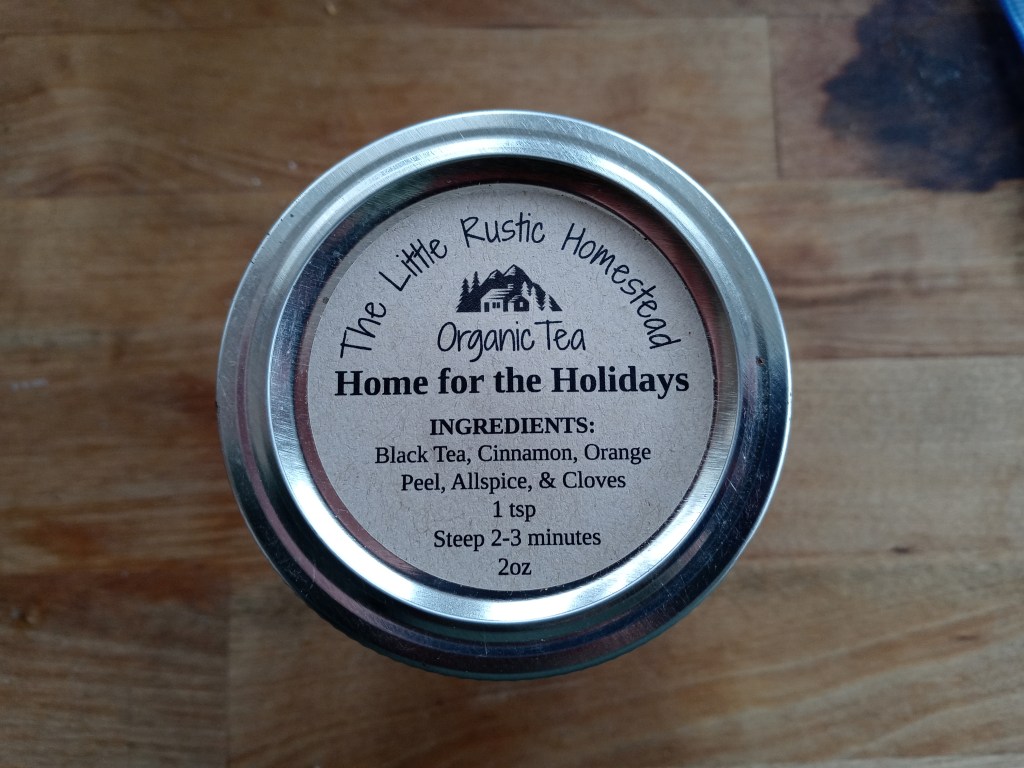 The Little Rustic Homestead
Organic Tea
Home for the Holidays
INGREDIENTS:
Black Tea, Cinnamon, Orange
Peel, Allspice, & Cloves
1 tsp
Steep 2-3 minutes
2oz